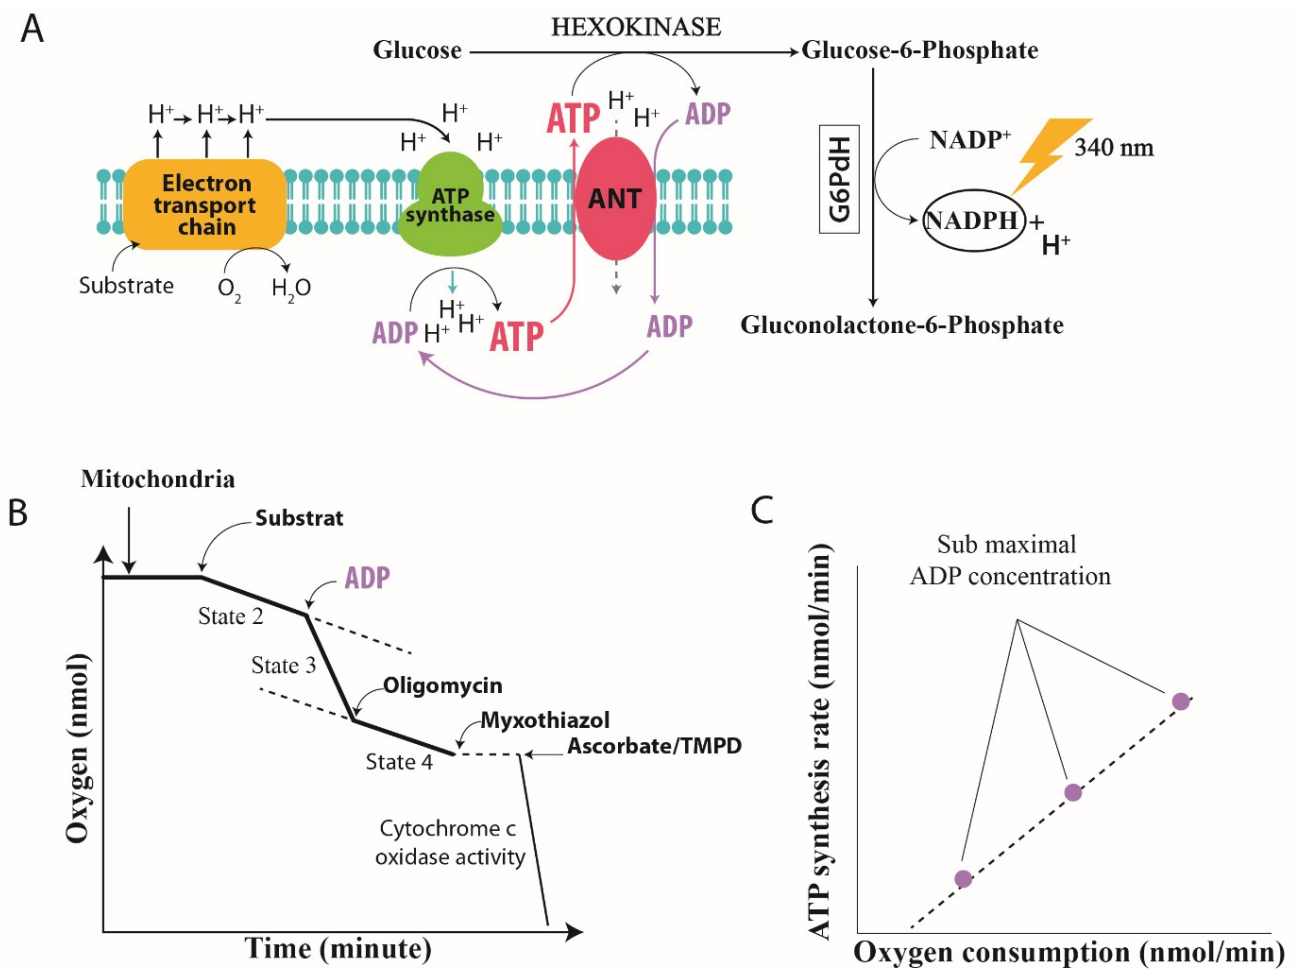 A
HEXOKINASE
Glucose
Glucose-6-Phosphate
H+
H+
H+
H+
H+
H+
ATP
H+
H+
ADP
G6PdH
NADP+
340 nm
NADPH
+
H+
Electron
transport
chain
ATP
synthase
ANT
Substrate
O2
H2O
ADP
H+
H+
H+
ATP
ADP
Gluconolactone-6-Phosphate
B
Mitochondria
Substrat
ADP
State 2
State 3
Oligomycin
Myxothiazol
Ascorbate/TMPD
State 4
Cytochrome c
oxidase activity
Oxygen (nmol)
Time (minute)
C
Sub maximal
ADP concentration
ATP synthesis rate (nmol/min)
Oxygen consumption (nmol/min)